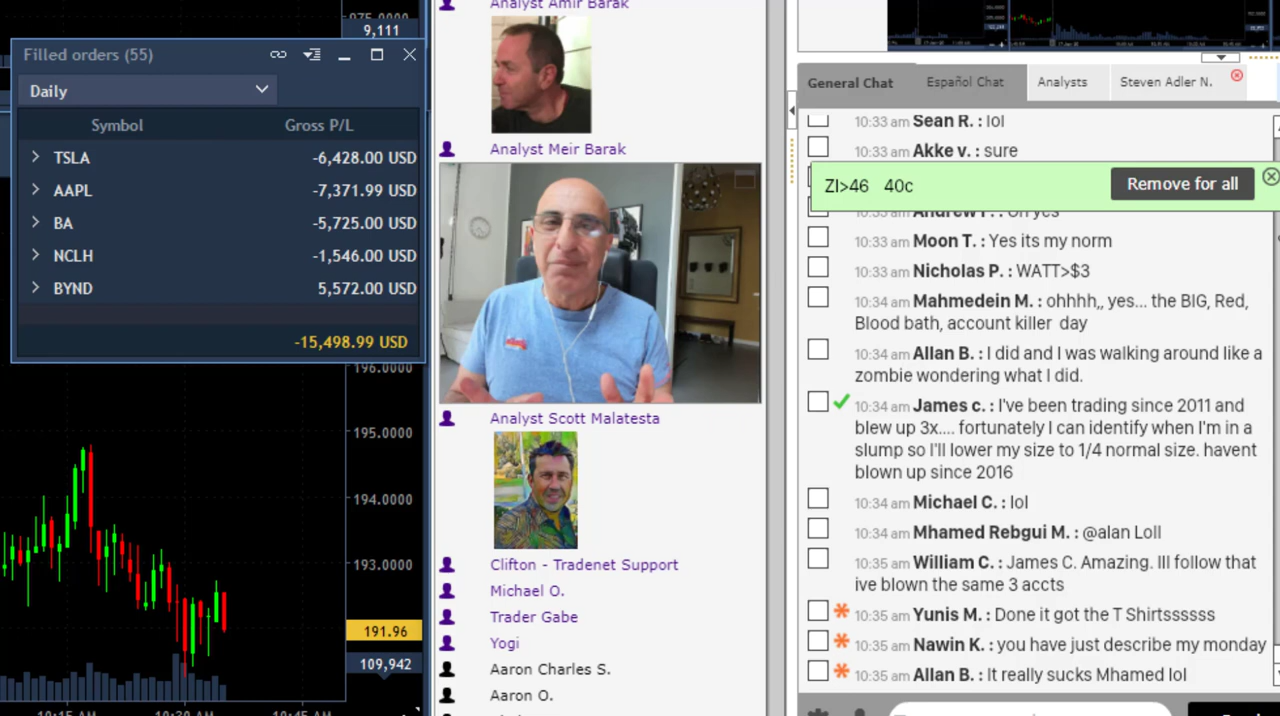 975.0000
9,111
Filled orders (55)
Daily
Symbol Gross P/L
TSLA -6,428.00 USD
AAPL -7,371.99 USD
BA -5,725.00 USD
NCLH -1,546.00 USD
BYND 5,572.00 USD
-15,498.99 USD
196.0000
195.0000
194.0000
193.0000
191.96
109,942
10:15 AM 10:30 AM 10:45 AM
Analyst Amir Barak
Analyst Meir Barak
Analyst Scott Malatesta
Clifton - Tradenet Support
Michael O.
Trader Gabe
Yogi
Aaron Charles S.
Aaron O.
General Chat Español Chat Analysts Steven Adler N.
10:33 am Sean R. : lol
10:33 am Akke v. : sure
ZI>46 40c Remove for all
10:33 am Moon T. : Yes its my norm
10:33 am Nicholas P. : WATT>$3
10:34 am Mahmedein M. : ohhhh,, yes... the BIG, Red,
Blood bath, account killer day
10:34 am Allan B. : I did and I was walking around like a
zombie wondering what I did.
10:34 am James c. : I've been trading since 2011 and
blew up 3x.... fortunately I can identify when I'm in a
slump so I'll lower my size to 1/4 normal size. havent
blown up since 2016
10:34 am Michael C. : lol
10:34 am Mhamed Rebgui M. : @alan Loll
10:35 am William C. : James C. Amazing. Ill follow that
ive blown the same 3 accts
10:35 am Yunis M. : Done it got the T Shirtssssss
10:35 am Nawin K. : you have just describe my monday
10:35 am Allan B. : It really sucks Mhamed lol